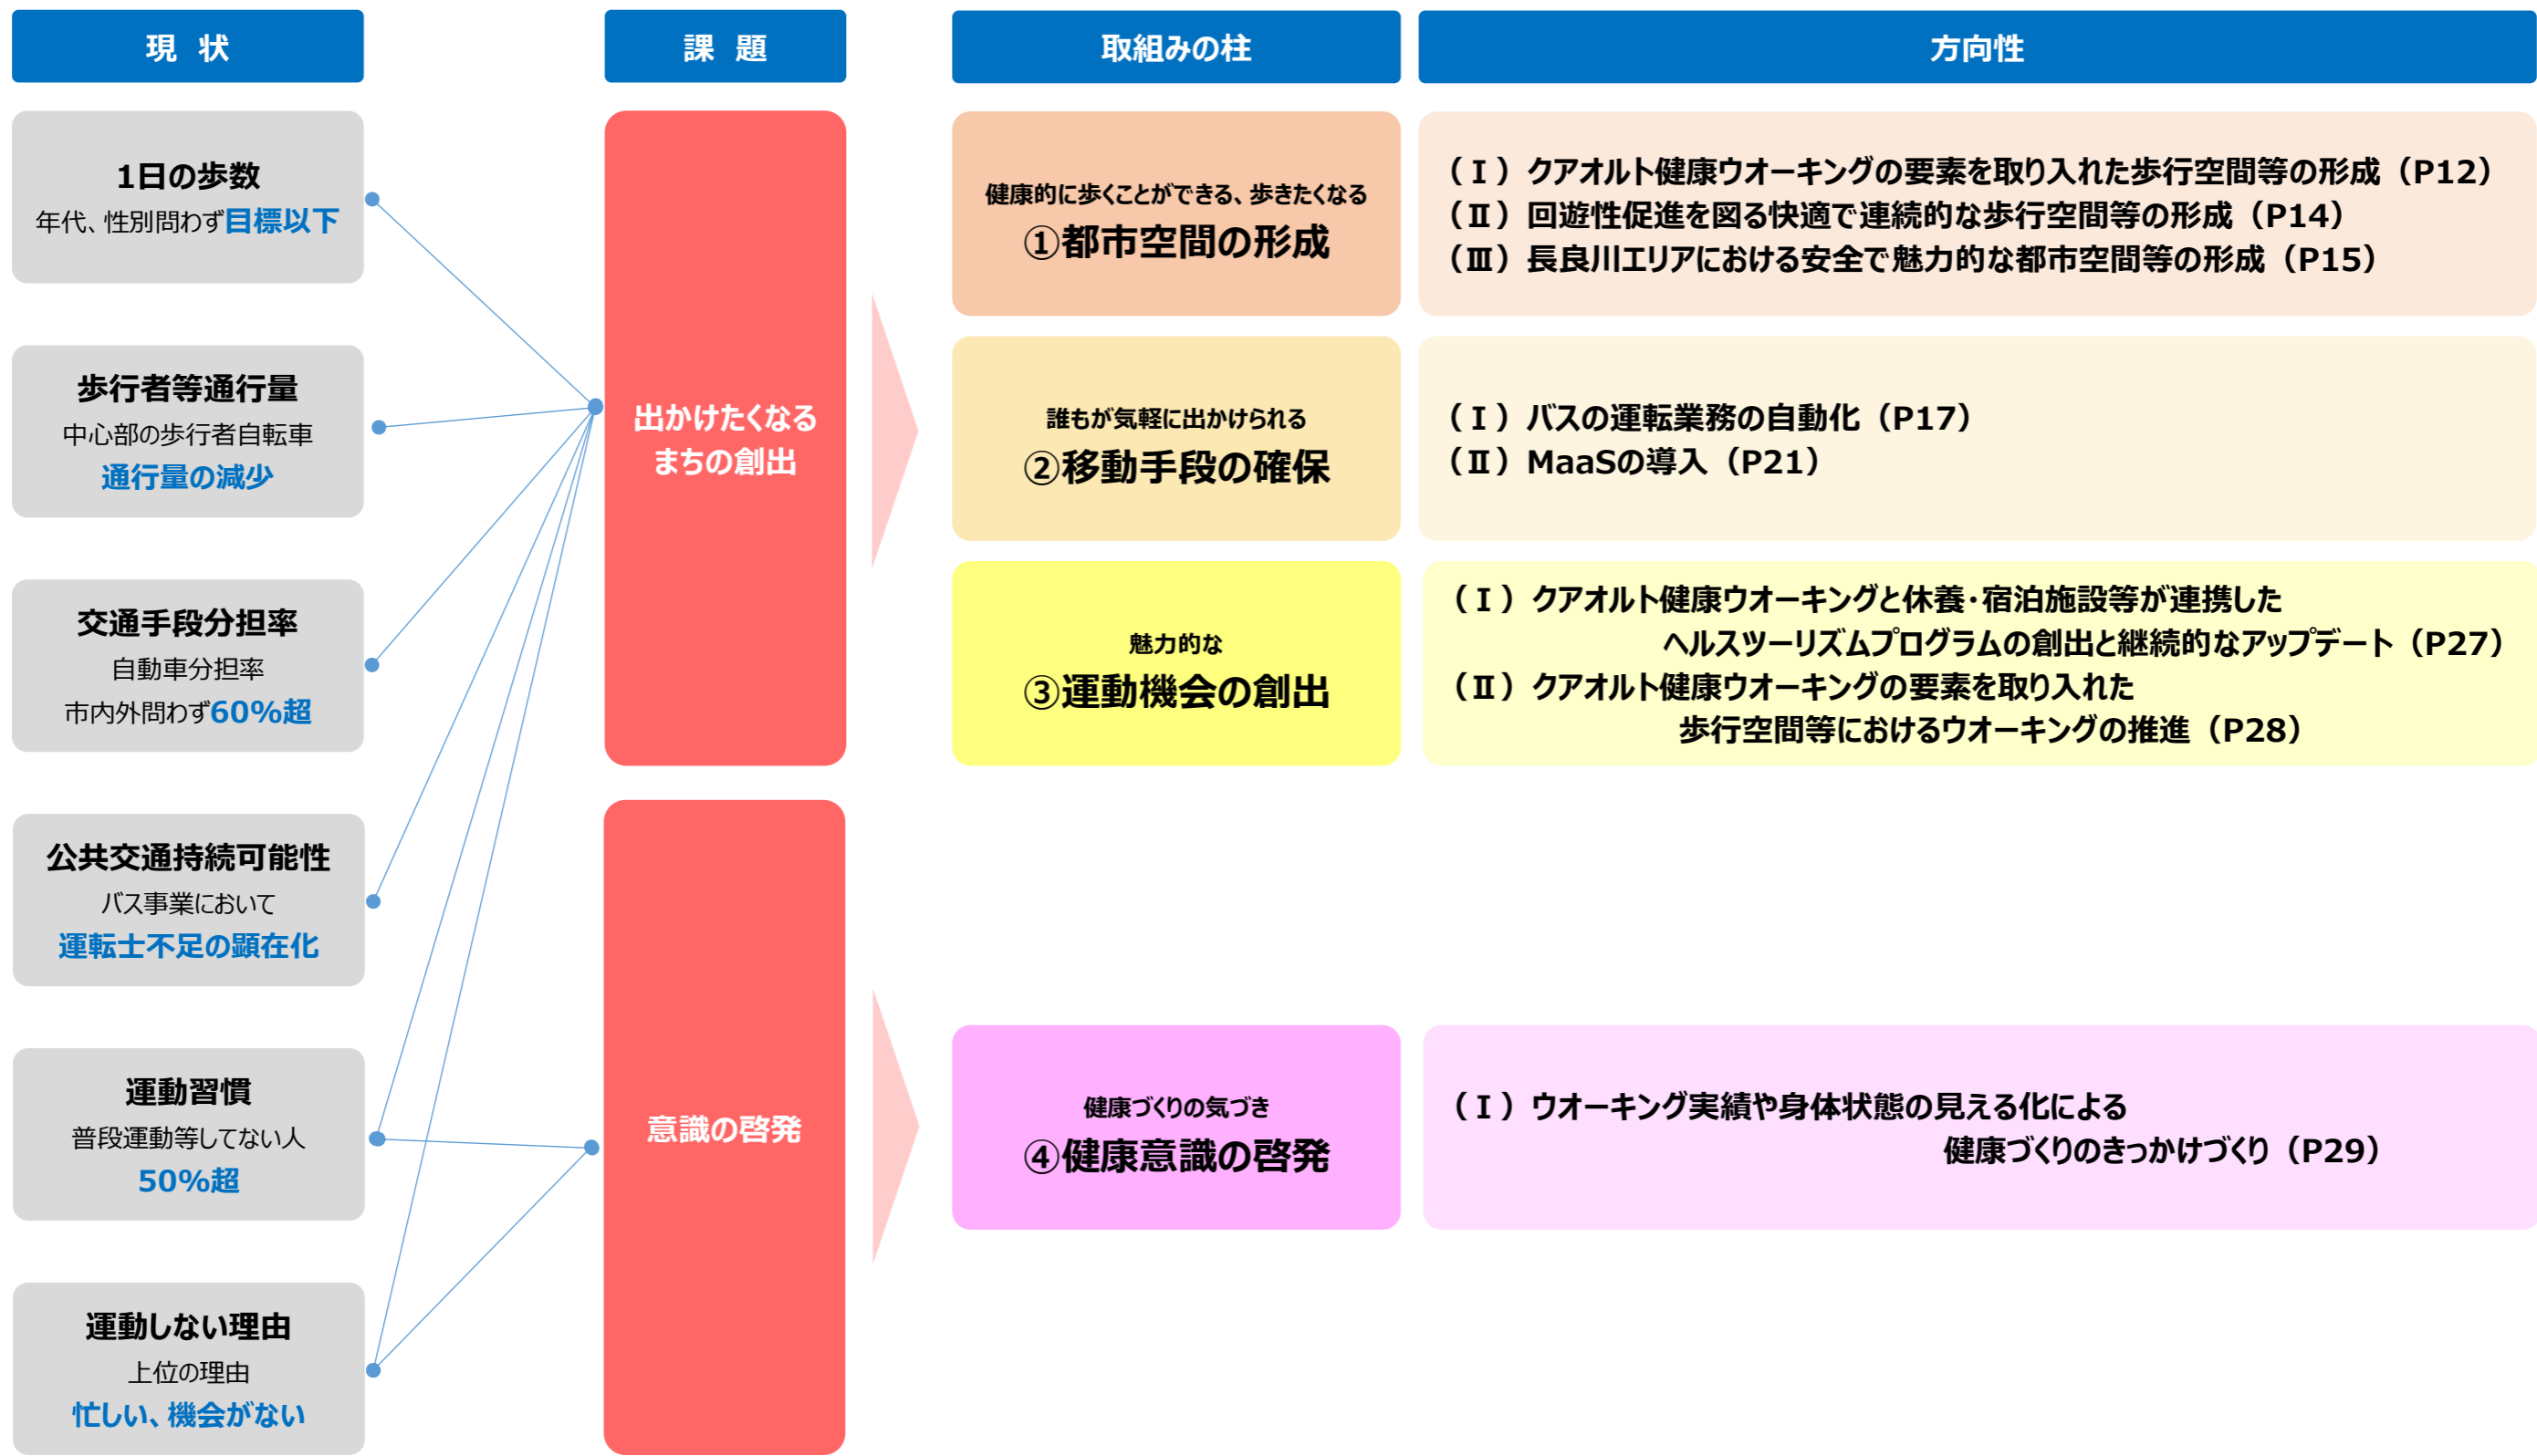 現 状
課 題
取組みの柱
方向性
1日の歩数
年代、性別問わず目標以下
歩行者等通行量
中心部の歩行者自転車
通行量の減少
交通手段分担率
自動車分担率
市内外問わず60%超
公共交通持続可能性
バス事業において
運転士不足の顕在化
運動習慣
普段運動等してない人
50%超
運動しない理由
上位の理由
忙しい、機会がない
出かけたくなる
まちの創出
意識の啓発
健康的に歩くことができる、歩きたくなる
①都市空間の形成
（Ⅰ）クアオルト健康ウオーキングの要素を取り入れた歩行空間等の形成（P12）
（Ⅱ）回遊性促進を図る快適で連続的な歩行空間等の形成（P14）
（Ⅲ）長良川エリアにおける安全で魅力的な都市空間等の形成（P15）
誰もが気軽に出かけられる
②移動手段の確保
（Ⅰ）バスの運転業務の自動化（P17）
（Ⅱ）MaaSの導入（P21）
魅力的な
③運動機会の創出
（Ⅰ）クアオルト健康ウオーキングと休養・宿泊施設等が連携した
ヘルスツーリズムプログラムの創出と継続的なアップデート（P27）
（Ⅱ）クアオルト健康ウオーキングの要素を取り入れた
歩行空間等におけるウオーキングの推進（P28）
健康づくりの気づき
④健康意識の啓発
（Ⅰ）ウオーキング実績や身体状態の見える化による
健康づくりのきっかけづくり（P29）